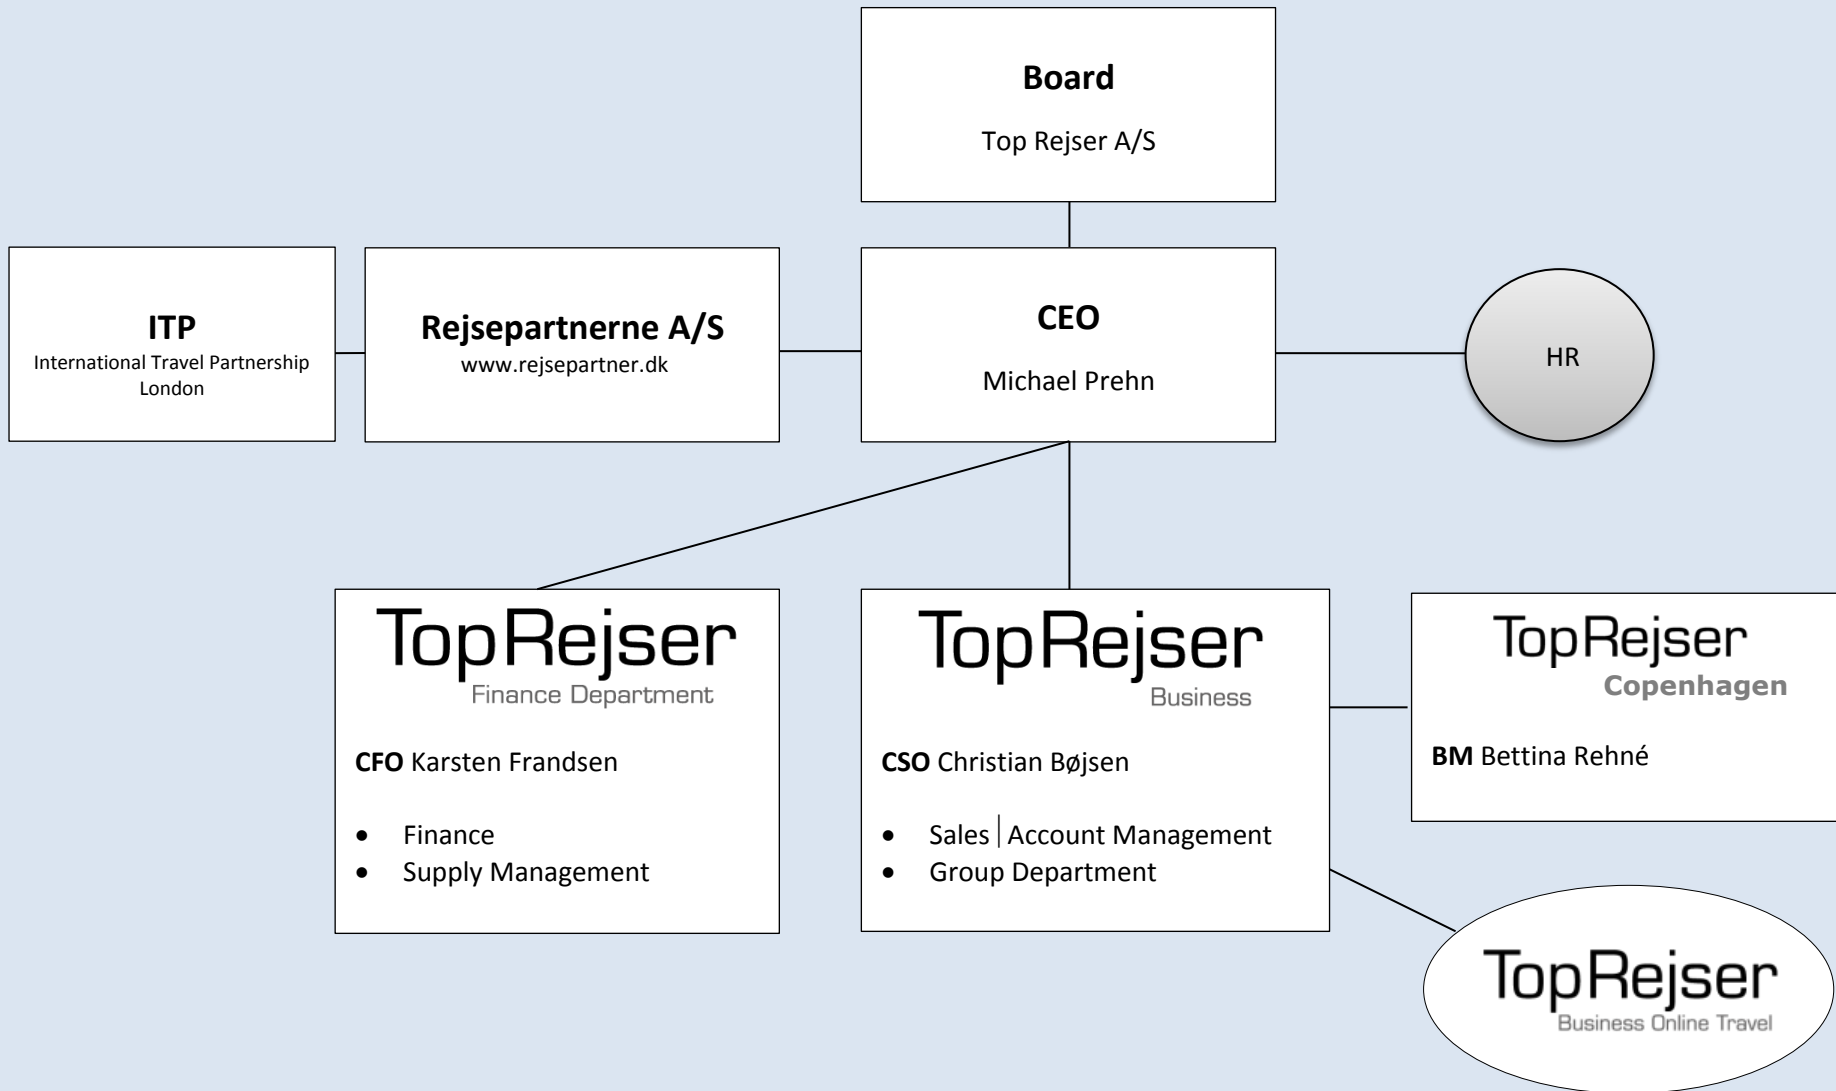 Board
Top Rejser A/S
ITP
International Travel Partnership
London
Rejsepartnerne A/S
www.rejsepartner.dk
CEO
Michael Prehn
HR
TopRejser
Finance Department
CFO Karsten Frandsen
• Finance
• Supply Management
TopRejser
Business
CSO Christian Bøjsen
• Sales | Account Management
• Group Department
TopRejser
Copenhagen
BM Bettina Rehné
TopRejser
Business Online Travel